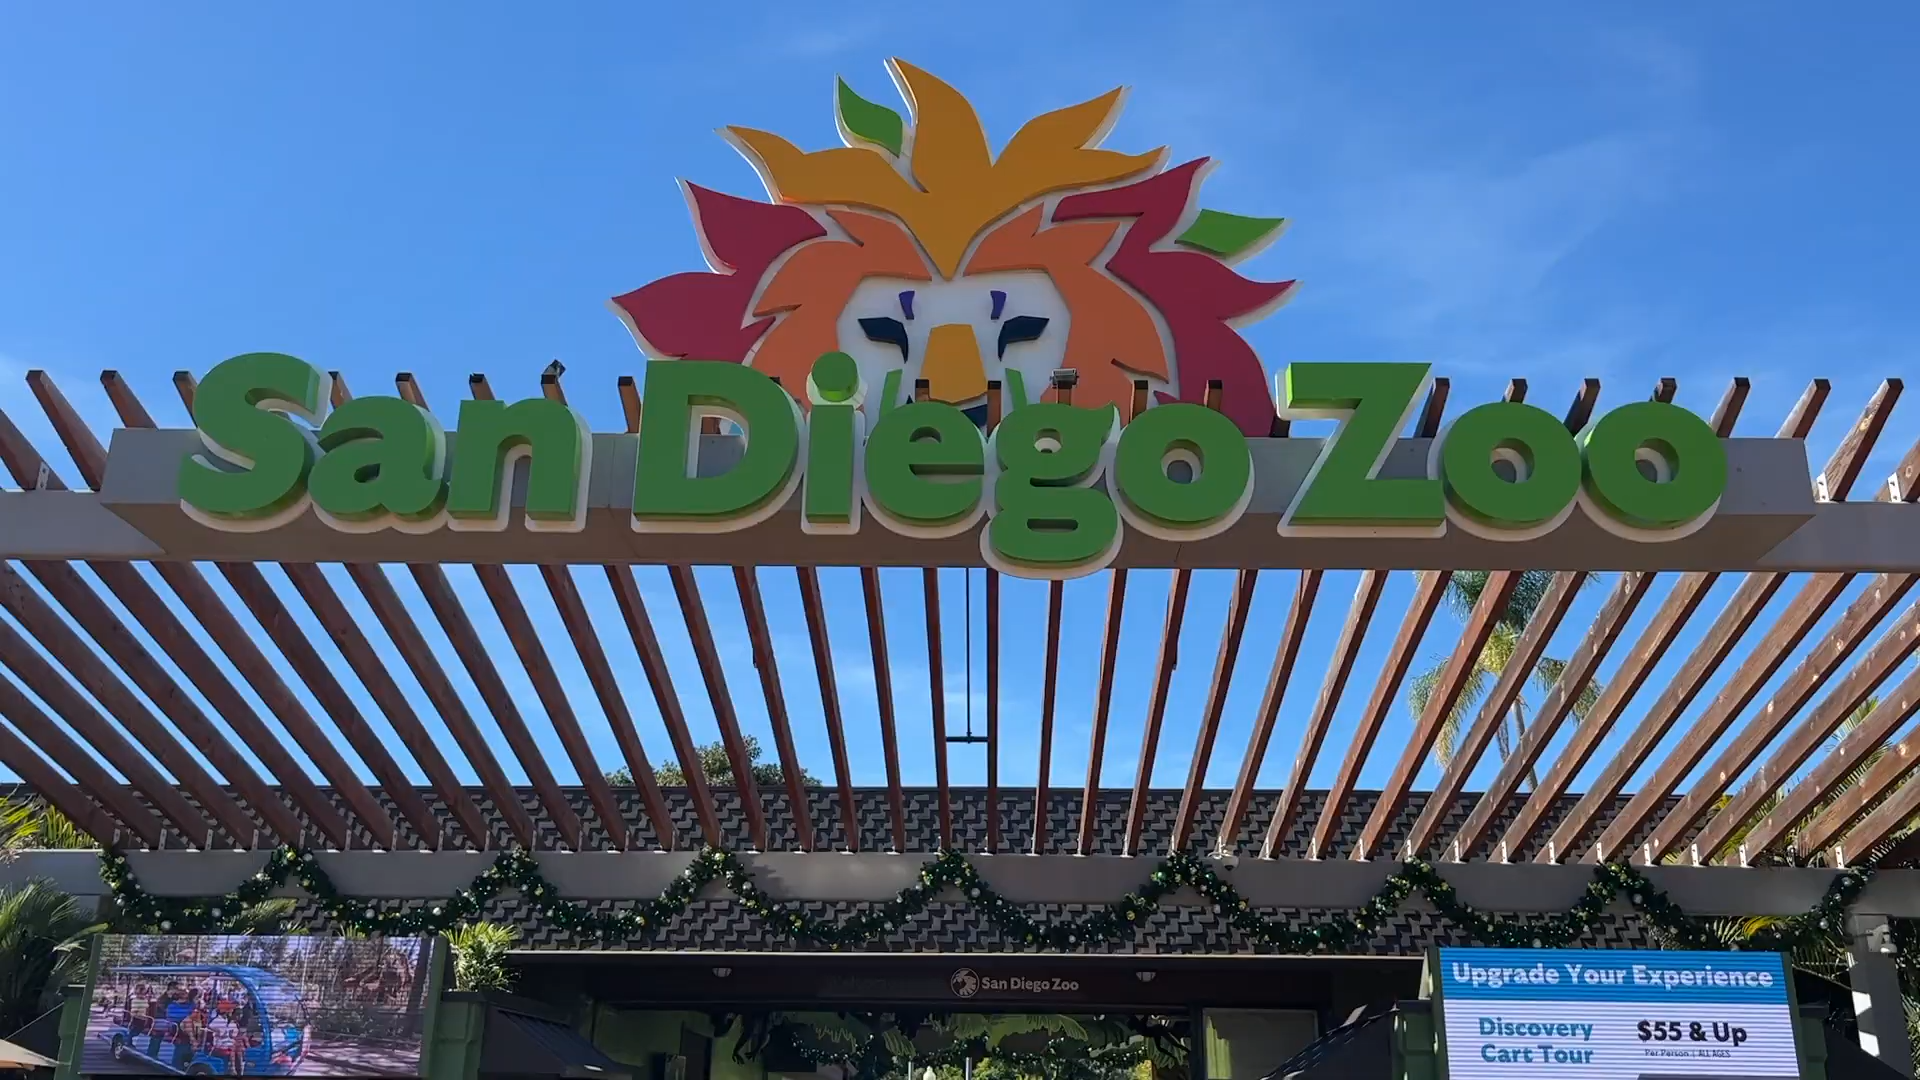 San Diego Zoo
San Diego Zoo
Upgrade Your Experience
Discovery
Cart Tour
$55 & Up
Per Person | ALL AGES